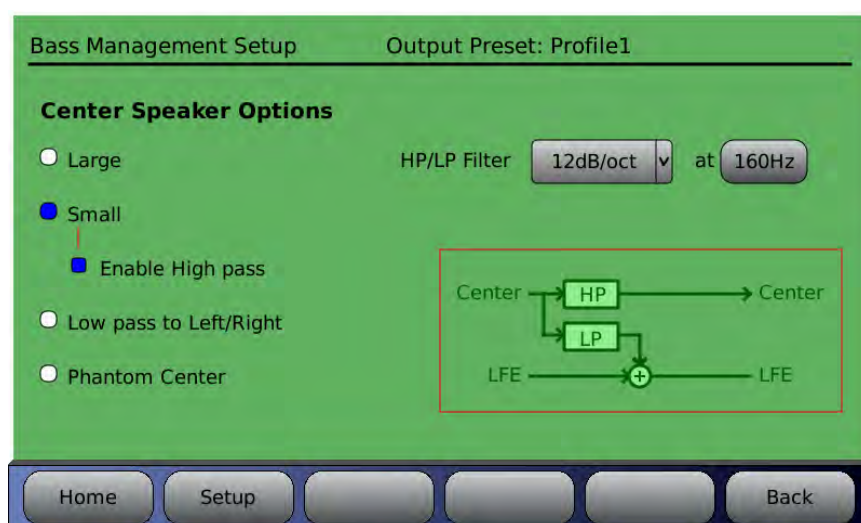 Bass Management Setup Output Preset: Profile1
Center Speaker Options
Large
HP/LP Filter 12dB/oct at 160Hz
Small
Enable High pass
Low pass to Left/Right
Phantom Center
Center HP Center
LP
LFE + LFE
Home Setup Back